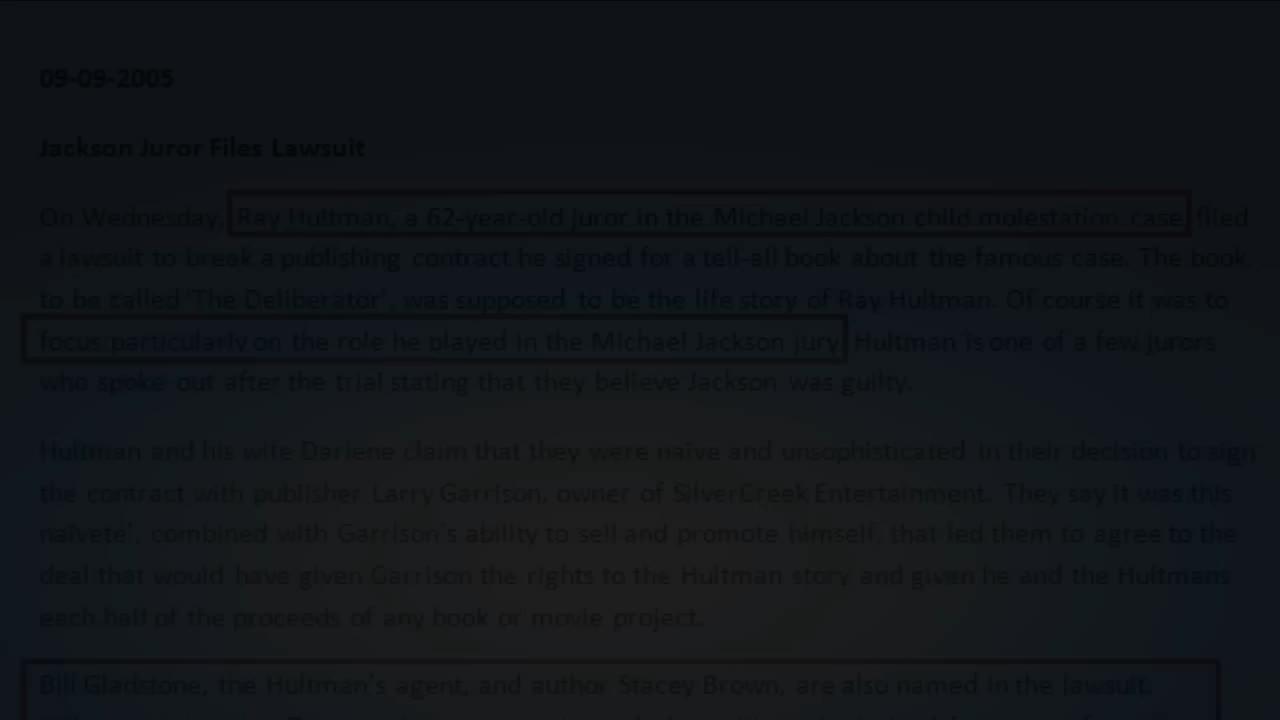 09-09-2005
Jackson Juror Files Lawsuit
On Wednesday, Ray Hultman, a 62-year-old juror in the Michael Jackson child molestation case filed
a lawsuit to break a publishing contract he signed for a tell-all book about the famous case. The book,
to be called 'The Deliberator', was supposed to be the life story of Ray Hultman. Of course it was to
focus particularly on the role he played in the Michael Jackson jury. Hultman is one of a few jurors
who spoke out after the trial stating that they believe Jackson was guilty.
Hultman and his wife Darlene claim that they were naïve and unsophisticated in their decision to sign
the contract with publisher Larry Garrison, owner of SilverCreek Entertainment. They say it was this
naïveté', combined with Garrison's ability to sell and promote himself, that led them to agree to the
deal that would have given Garrison the rights to the Hultman story and given he and the Hultmans
each half of the proceeds of any book or movie project.
Bill Gladstone, the Hultman's agent, and author Stacey Brown, are also named in the lawsuit.